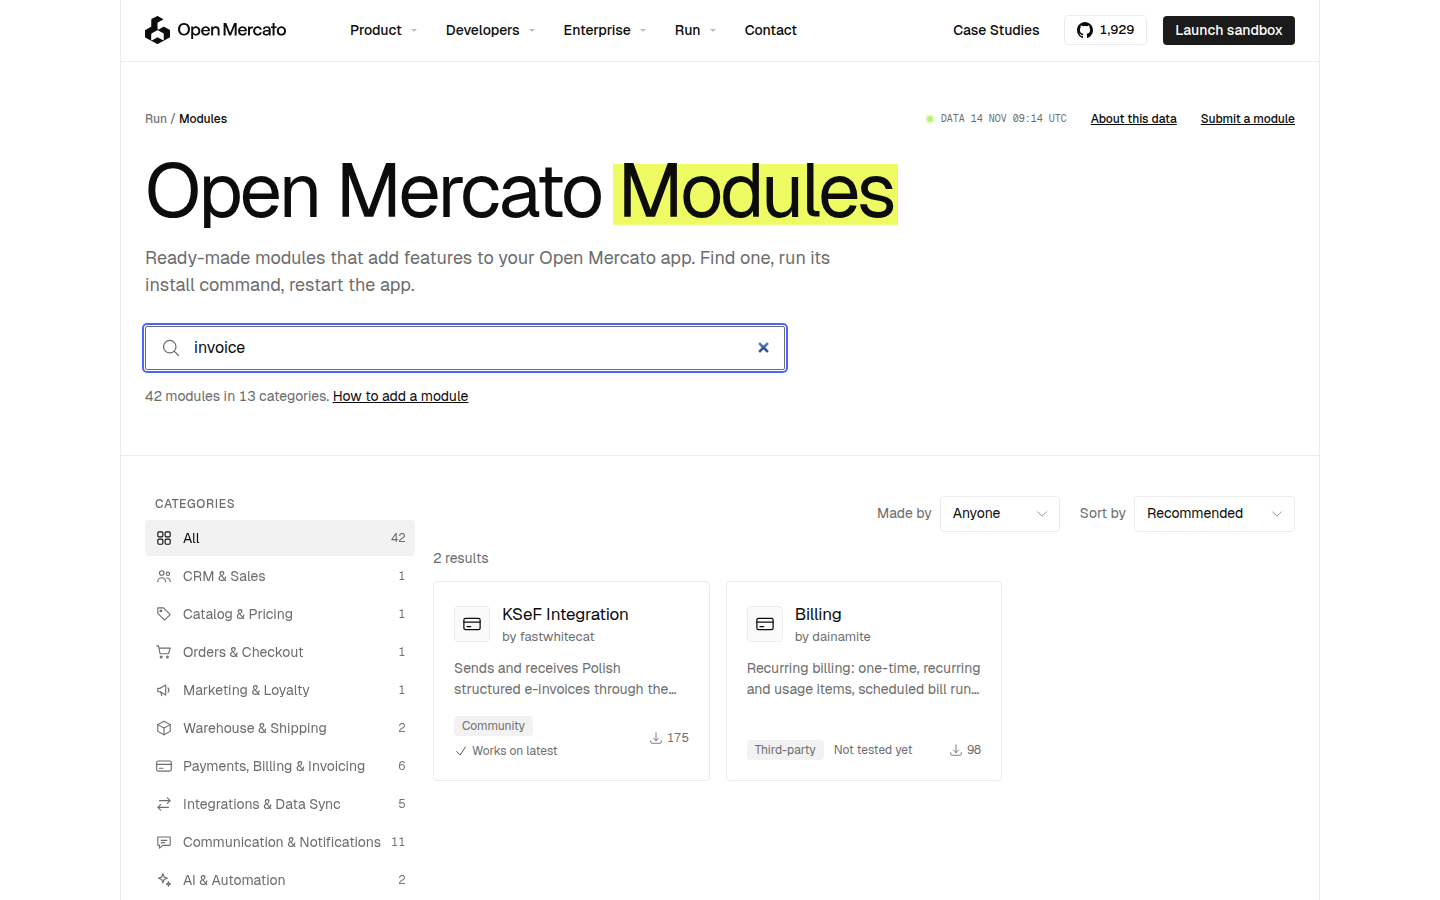 Open Mercato
Product
Developers
Enterprise
Run
Contact
Case Studies
1,929
Launch sandbox
Run / Modules
DATA 14 NOV 09:14 UTC
About this data
Submit a module
Open Mercato Modules
Ready-made modules that add features to your Open Mercato app. Find one, run its
install command, restart the app.
invoice
42 modules in 13 categories. How to add a module
CATEGORIES
All 42
CRM & Sales 1
Catalog & Pricing 1
Orders & Checkout 1
Marketing & Loyalty 1
Warehouse & Shipping 2
Payments, Billing & Invoicing 6
Integrations & Data Sync 5
Communication & Notifications 11
AI & Automation 2
Made by Anyone
Sort by Recommended
2 results
KSeF Integration
by fastwhitecat
Sends and receives Polish
structured e-invoices through the…
Community
Works on latest
175
Billing
by dainamite
Recurring billing: one-time, recurring
and usage items, scheduled bill run…
Third-party
Not tested yet
98